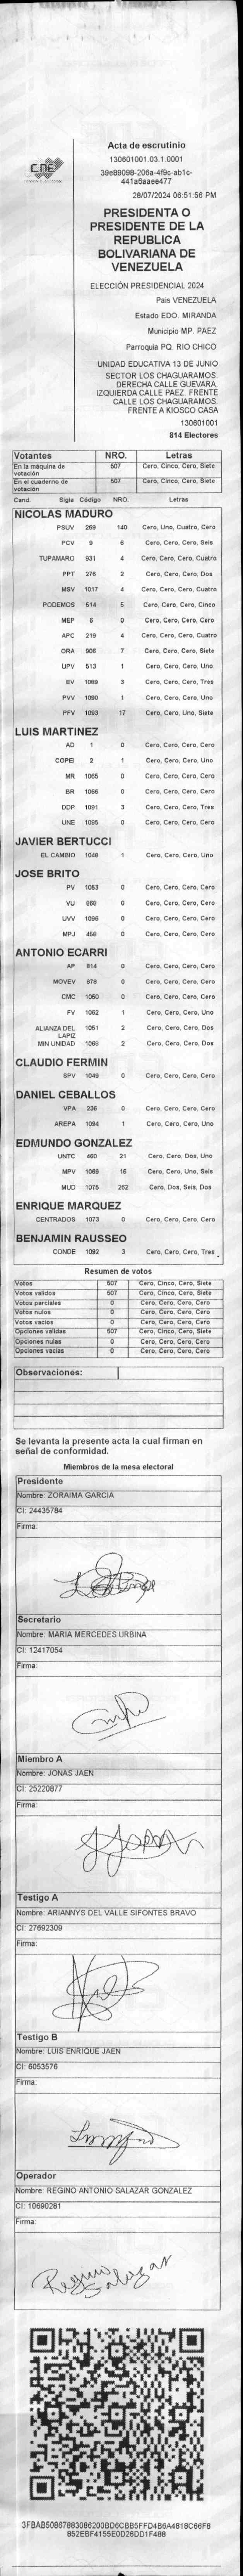 CNE
Acta de escrutinio
130601001.03.1.0001
39e89098-206a-4f9c-ab1c-
441a6aaee477
28/07/2024 06:51:56 PM
PRESIDENTA O
PRESIDENTE DE LA
REPUBLICA
BOLIVARIANA DE
VENEZUELA
ELECCIÓN PRESIDENCIAL 2024
Pais VENEZUELA
Estado EDO. MIRANDA
Municipio MP. PAEZ
Parroquia PQ. RIO CHICO
UNIDAD EDUCATIVA 13 DE JUNIO
SECTOR LOS CHAGUARAMOS.
DERECHA CALLE GUEVARA.
IZQUIERDA CALLE PAEZ. FRENTE
CALLE LOS CHAGUARAMOS.
FRENTE A KIOSCO CASA
130601001
814 Electores
Votantes NRO. Letras
En la máquina de votación 507 Cero, Cinco, Cero, Siete
En el cuaderno de votación 507 Cero, Cinco, Cero, Siete
Cand. Sigla Código NRO. Letras
NICOLAS MADURO
PSUV 269 140 Cero, Uno, Cuatro, Cero
PCV 9 6 Cero, Cero, Cero, Seis
TUPAMARO 931 4 Cero, Cero, Cero, Cuatro
PPT 276 2 Cero, Cero, Cero, Dos
MSV 1017 4 Cero, Cero, Cero, Cuatro
PODEMOS 514 5 Cero, Cero, Cero, Cinco
MEP 6 0 Cero, Cero, Cero, Cero
APC 219 4 Cero, Cero, Cero, Cuatro
ORA 906 7 Cero, Cero, Cero, Siete
UPV 513 1 Cero, Cero, Cero, Uno
EV 1089 3 Cero, Cero, Cero, Tres
PVV 1090 1 Cero, Cero, Cero, Uno
PFV 1093 17 Cero, Cero, Uno, Siete
LUIS MARTINEZ
AD 1 0 Cero, Cero, Cero, Cero
COPEI 2 1 Cero, Cero, Cero, Uno
MR 1065 0 Cero, Cero, Cero, Cero
BR 1066 0 Cero, Cero, Cero, Cero
DDP 1091 3 Cero, Cero, Cero, Tres
UNE 1095 0 Cero, Cero, Cero, Cero
JAVIER BERTUCCI
EL CAMBIO 1048 1 Cero, Cero, Cero, Uno
JOSE BRITO
PV 1053 0 Cero, Cero, Cero, Cero
VU 969 0 Cero, Cero, Cero, Cero
UVV 1096 0 Cero, Cero, Cero, Cero
MPJ 459 0 Cero, Cero, Cero, Cero
ANTONIO ECARRI
AP 914 0 Cero, Cero, Cero, Cero
MOVEV 978 0 Cero, Cero, Cero, Cero
CMC 1050 0 Cero, Cero, Cero, Cero
FV 1052 1 Cero, Cero, Cero, Uno
ALIANZA DEL LAPIZ 1051 2 Cero, Cero, Cero, Dos
MIN UNIDAD 1068 2 Cero, Cero, Cero, Dos
CLAUDIO FERMIN
SPV 1049 0 Cero, Cero, Cero, Cero
DANIEL CEBALLOS
VPA 236 0 Cero, Cero, Cero, Cero
AREPA 1094 1 Cero, Cero, Cero, Uno
EDMUNDO GONZALEZ
UNTC 460 21 Cero, Cero, Dos, Uno
MPV 1069 16 Cero, Cero, Uno, Seis
MUD 1075 262 Cero, Dos, Seis, Dos
ENRIQUE MARQUEZ
CENTRADOS 1073 0 Cero, Cero, Cero, Cero
BENJAMIN RAUSSEO
CONDE 1092 3 Cero, Cero, Cero, Tres
Resumen de votos
Votos 507 Cero, Cinco, Cero, Siete
Votos validos 507 Cero, Cinco, Cero, Siete
Votos parciales 0 Cero, Cero, Cero, Cero
Votos nulos 0 Cero, Cero, Cero, Cero
Votos vacios 0 Cero, Cero, Cero, Cero
Opciones validas 507 Cero, Cinco, Cero, Siete
Opciones nulas 0 Cero, Cero, Cero, Cero
Opciones vacias 0 Cero, Cero, Cero, Cero
Observaciones:
Se levanta la presente acta la cual firman en
señal de conformidad.
Miembros de la mesa electoral
Presidente
Nombre: ZORAIMA GARCIA
CI: 24435784
Firma:
Secretario
Nombre: MARIA MERCEDES URBINA
CI: 12417054
Firma:
Miembro A
Nombre: JONAS JAEN
CI: 25220877
Firma:
Testigo A
Nombre: ARIANNYS DEL VALLE SIFONTES BRAVO
CI: 27692309
Firma:
Testigo B
Nombre: LUIS ENRIQUE JAEN
CI: 6053576
Firma:
Operador
Nombre: REGINO ANTONIO SALAZAR GONZALEZ
CI: 10690281
Firma:
Regino
Salazar
3FBAB50867883086200BD6CBB5FFD4B6A4818C66F8
852EBF4155E0D26DD1F488